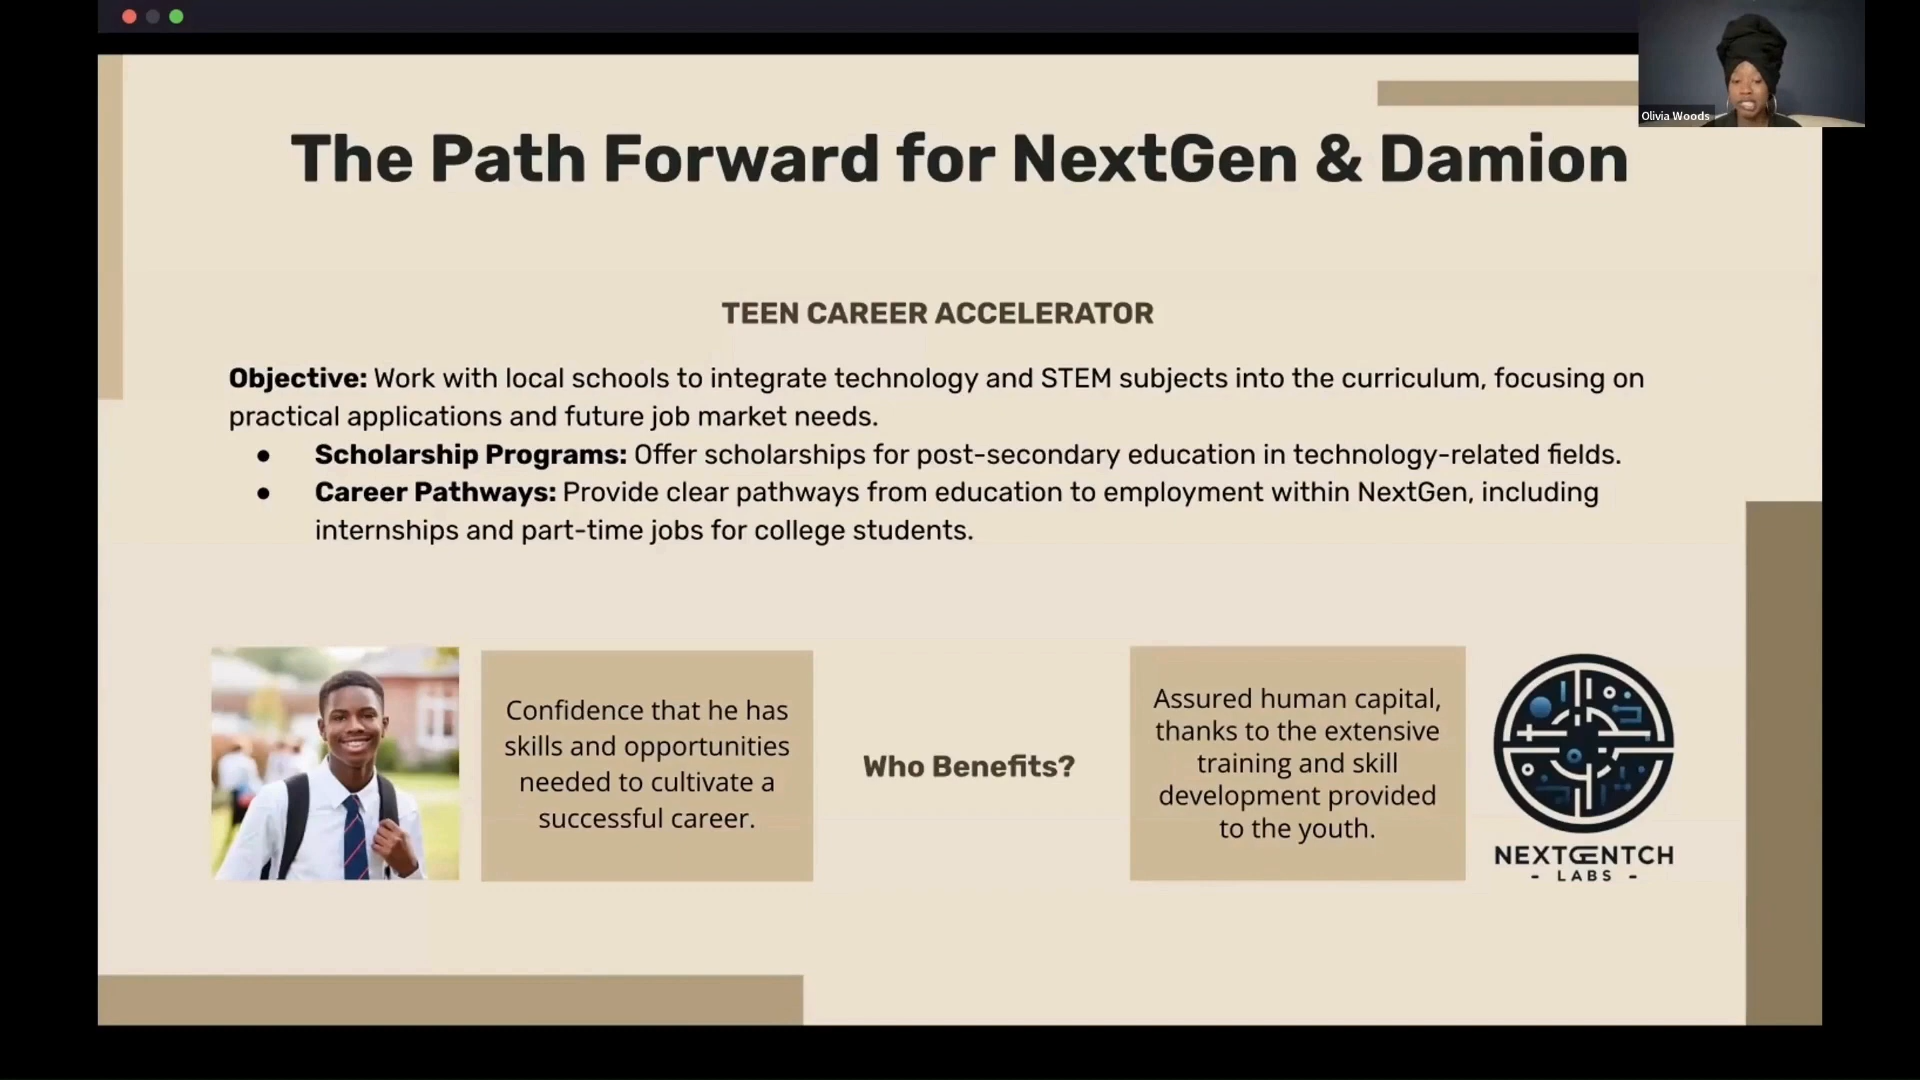 Olivia Woods
The Path Forward for NextGen & Damion
TEEN CAREER ACCELERATOR
Objective: Work with local schools to integrate technology and STEM subjects into the curriculum, focusing on
practical applications and future job market needs.
● Scholarship Programs: Offer scholarships for post-secondary education in technology-related fields.
● Career Pathways: Provide clear pathways from education to employment within NextGen, including
internships and part-time jobs for college students.
Confidence that he has
skills and opportunities
needed to cultivate a
successful career.
Who Benefits?
Assured human capital,
thanks to the extensive
training and skill
development provided
to the youth.
NEXTGENTCH
- LABS -